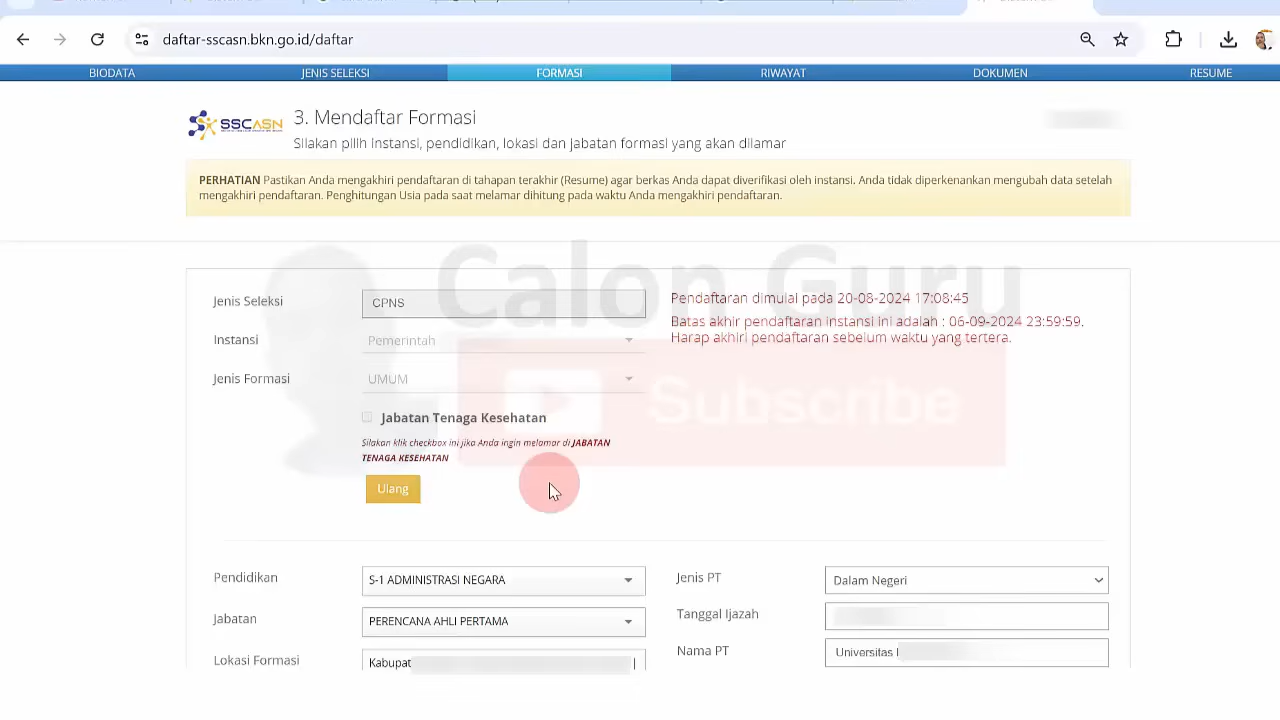 daftar-sscasn.bkn.go.id/daftar
BIODATA JENIS SELEKSI FORMASI RIWAYAT DOKUMEN RESUME
SSCASN
3. Mendaftar Formasi
Silakan pilih instansi, pendidikan, lokasi dan jabatan formasi yang akan dilamar
PERHATIAN Pastikan Anda mengakhiri pendaftaran di tahapan terakhir (Resume) agar berkas Anda dapat diverifikasi oleh instansi. Anda tidak diperkenankan mengubah data setelah
mengakhiri pendaftaran. Penghitungan Usia pada saat melamar dihitung pada waktu Anda mengakhiri pendaftaran.
Calon Guru
Subscribe
Jenis Seleksi CPNS
Instansi Pemerintah
Jenis Formasi UMUM
Jabatan Tenaga Kesehatan
Silakan klik checkbox ini jika Anda ingin melamar di JABATAN
TENAGA KESEHATAN
Ulang
Pendaftaran dimulai pada 20-08-2024 17:08:45
Batas akhir pendaftaran instansi ini adalah : 06-09-2024 23:59:59.
Harap akhiri pendaftaran sebelum waktu yang tertera.
Pendidikan S-1 ADMINISTRASI NEGARA
Jabatan PERENCANA AHLI PERTAMA
Lokasi Formasi Kabupat
Jenis PT Dalam Negeri
Tanggal Ijazah
Nama PT Universitas